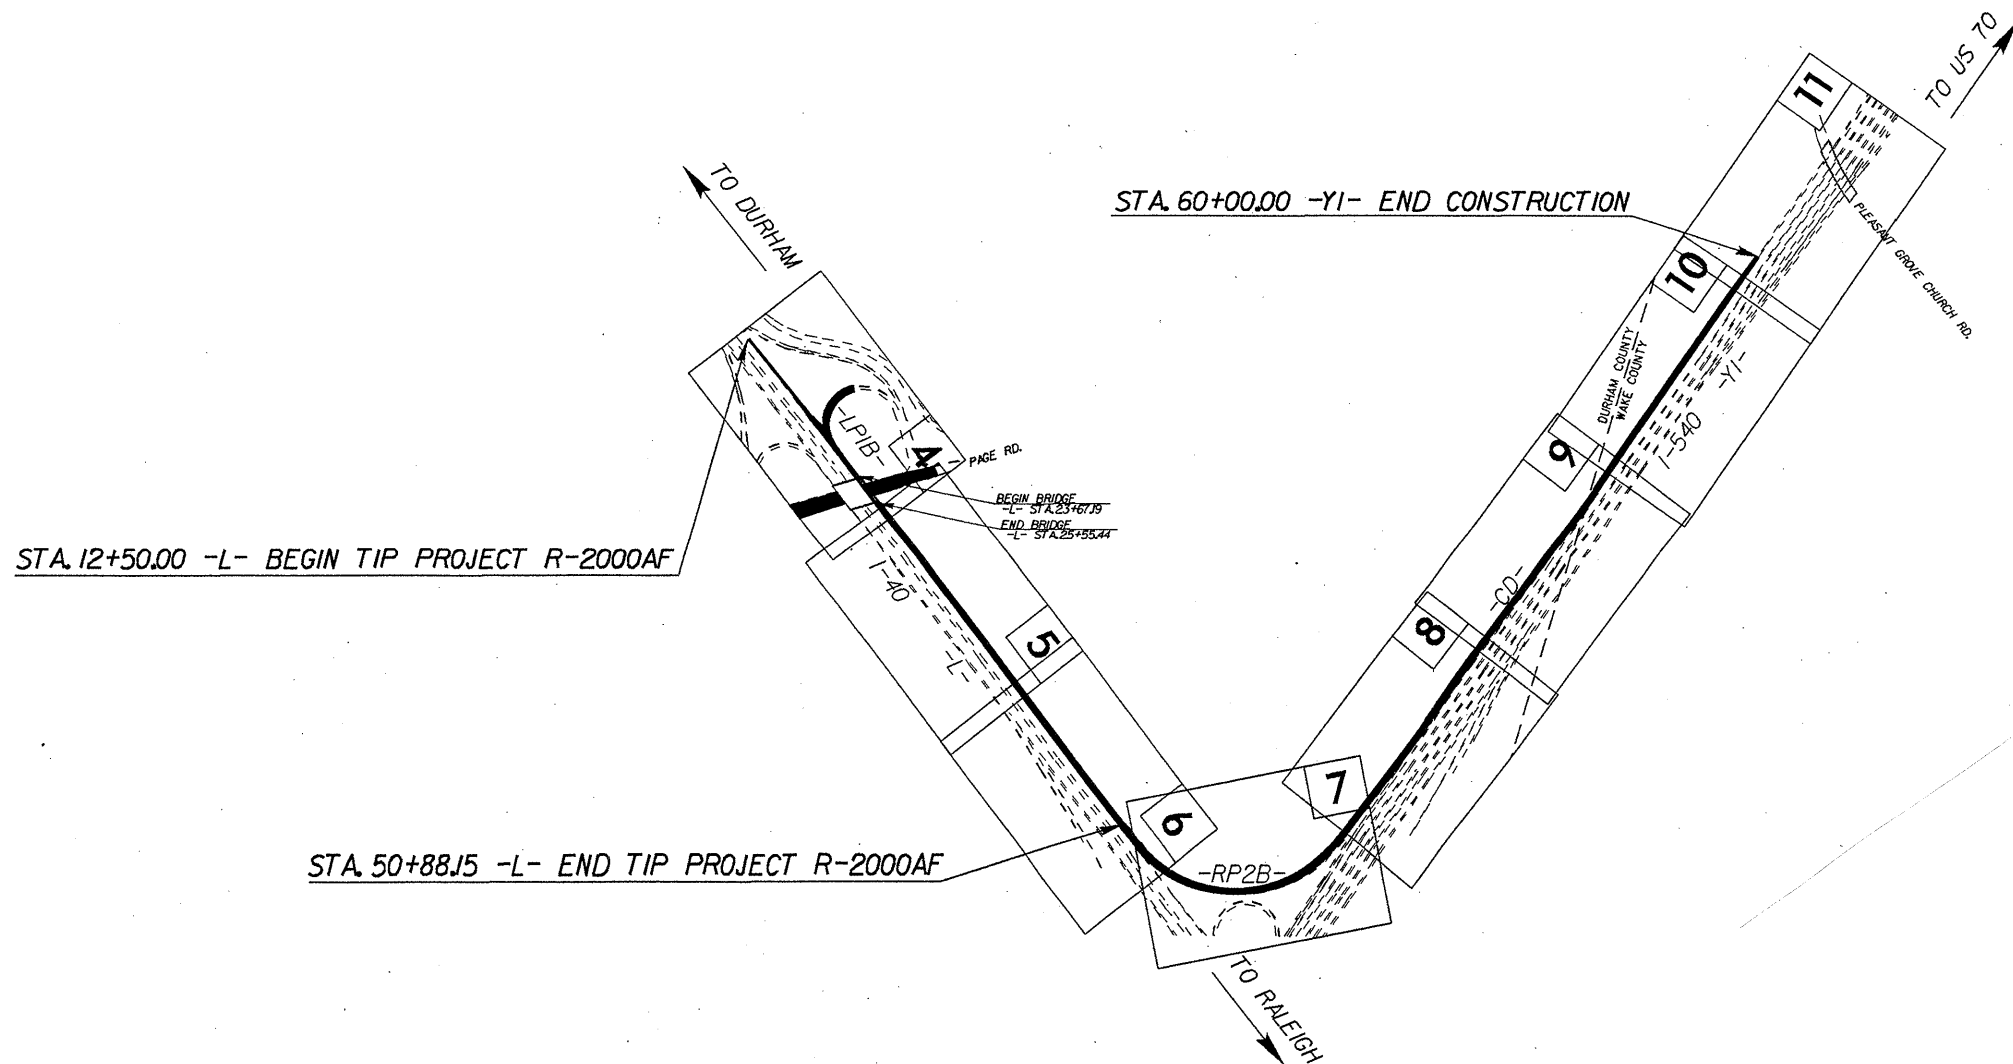 TO US 70
11
TO DURHAM
STA. 60+00.00 -Y1- END CONSTRUCTION
PLEASANT GROVE CHURCH RD.
10
DURHAM COUNTY
WAKE COUNTY
-Y1-
I-540
9
-LP1B-
4
PAGE RD.
BEGIN BRIDGE
-L- STA.23+67.19
END BRIDGE
-L- STA.25+55.44
STA. 12+50.00 -L- BEGIN TIP PROJECT R-2000AF
I-40
-CD-
8
5
-L-
7
6
STA. 50+88.15 -L- END TIP PROJECT R-2000AF
-RP2B-
TO RALEIGH